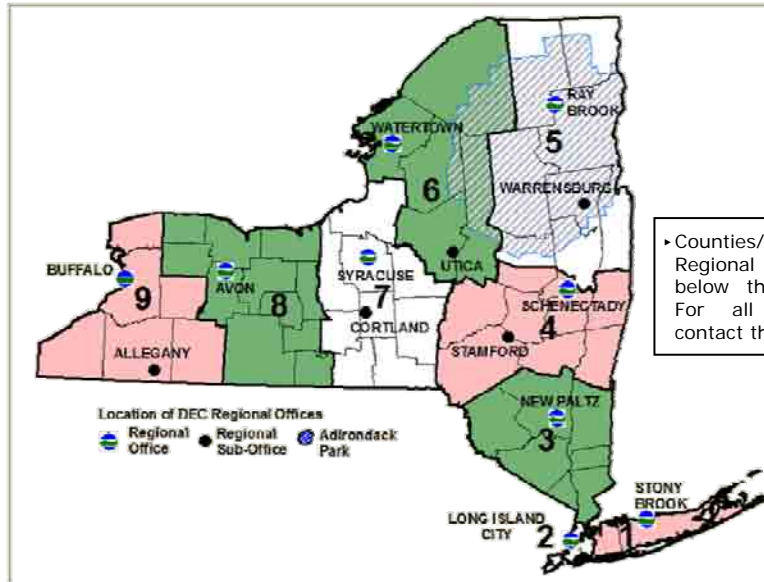 RAY
BROOK
WATERTOWN
5
6
WARRENSBURG
▸ Counties/
Regional
below th
For all
contact th
BUFFALO
9
AVON
8
SYRACUSE
7
UTICA
SCHENECTADY
4
CORTLAND
STAMFORD
ALLEGANY
NEW PALTZ
3
Location of DEC Regional Offices
Regional
Office
Regional
Sub-Office
Adirondack
Park
STONY
BROOK
LONG ISLAND
CITY
2